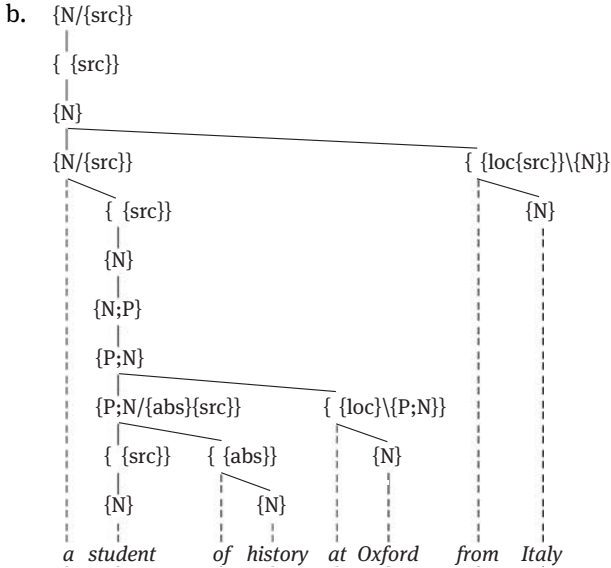 b. {N/{src}}
{ {src}}
{N}
{N/{src}} { {loc{src}}\{N}}
{ {src}} {N}
{N}
{N;P}
{P;N}
{P;N/{abs}{src}} { {loc}\{P;N}}
{ {src}} { {abs}} {N}
{N} {N}
a student of history at Oxford from Italy